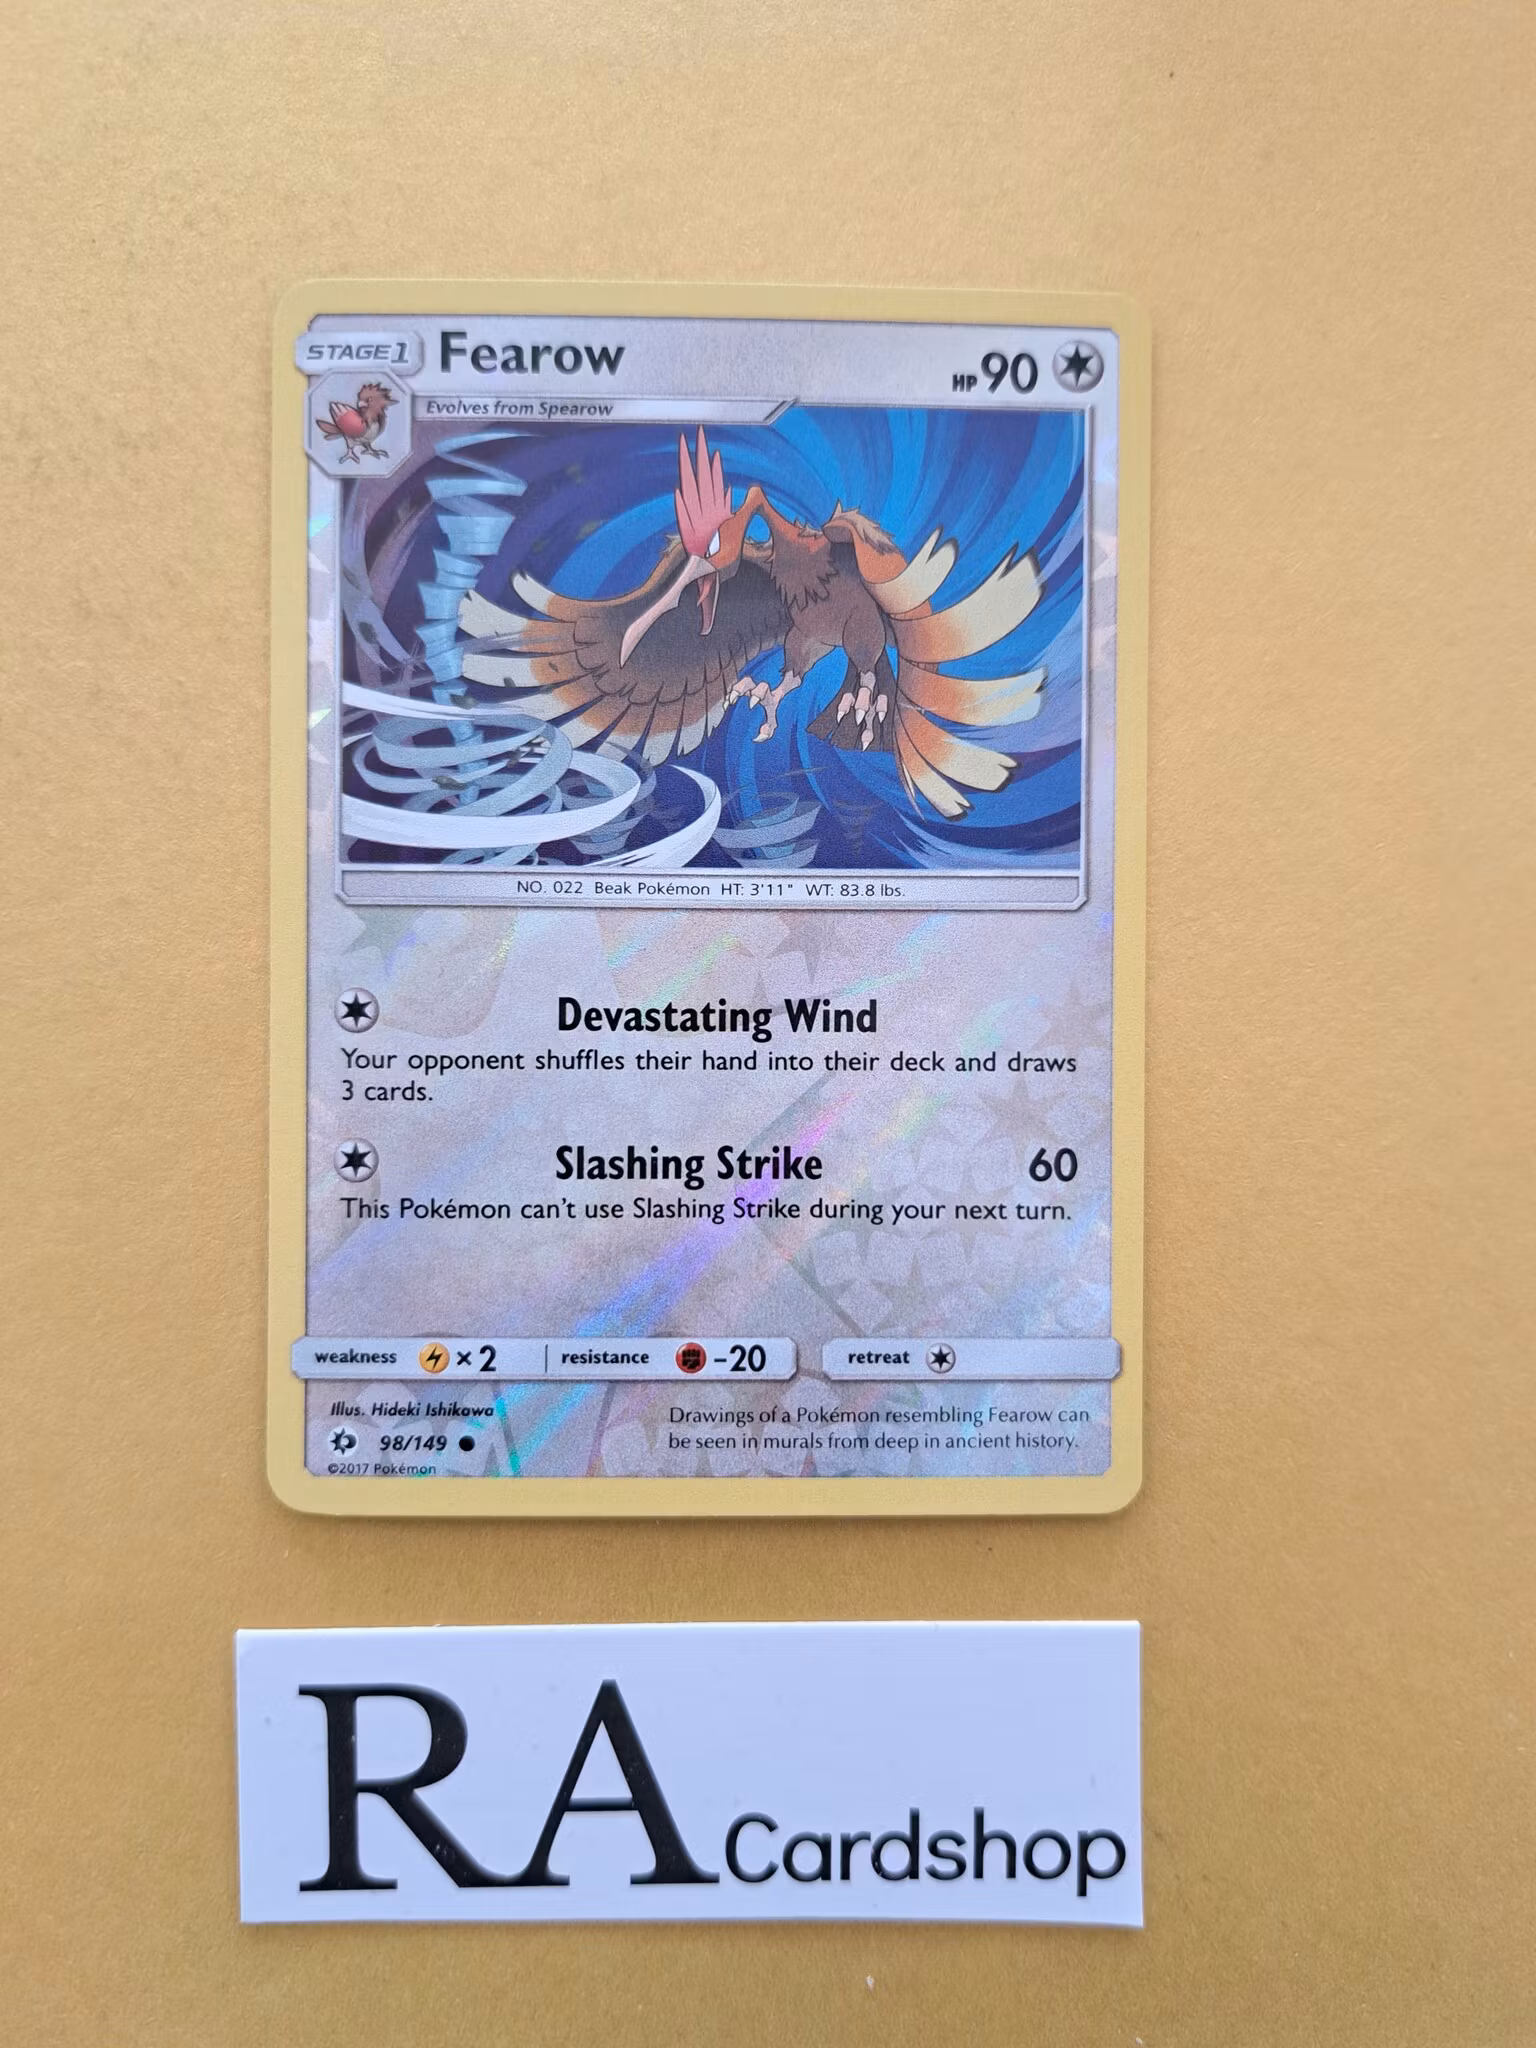 STAGE1
Fearow
HP 90
Evolves from Spearow
NO. 022 Beak Pokémon HT: 3'11" WT: 83.8 lbs.
Devastating Wind
Your opponent shuffles their hand into their deck and draws
3 cards.
Slashing Strike 60
This Pokémon can't use Slashing Strike during your next turn.
weakness ×2 resistance -20 retreat
Illus. Hideki Ishikawa
98/149
©2017 Pokémon
Drawings of a Pokémon resembling Fearow can
be seen in murals from deep in ancient history.
RA Cardshop